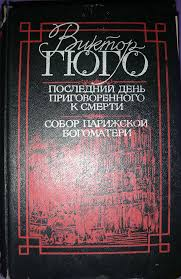 Виктор
ГЮГО
ПОСЛЕДНИЙ ДЕНЬ
ПРИГОВОРЕННОГО
К СМЕРТИ
СОБОР ПАРИЖСКОЙ
БОГОМАТЕРИ